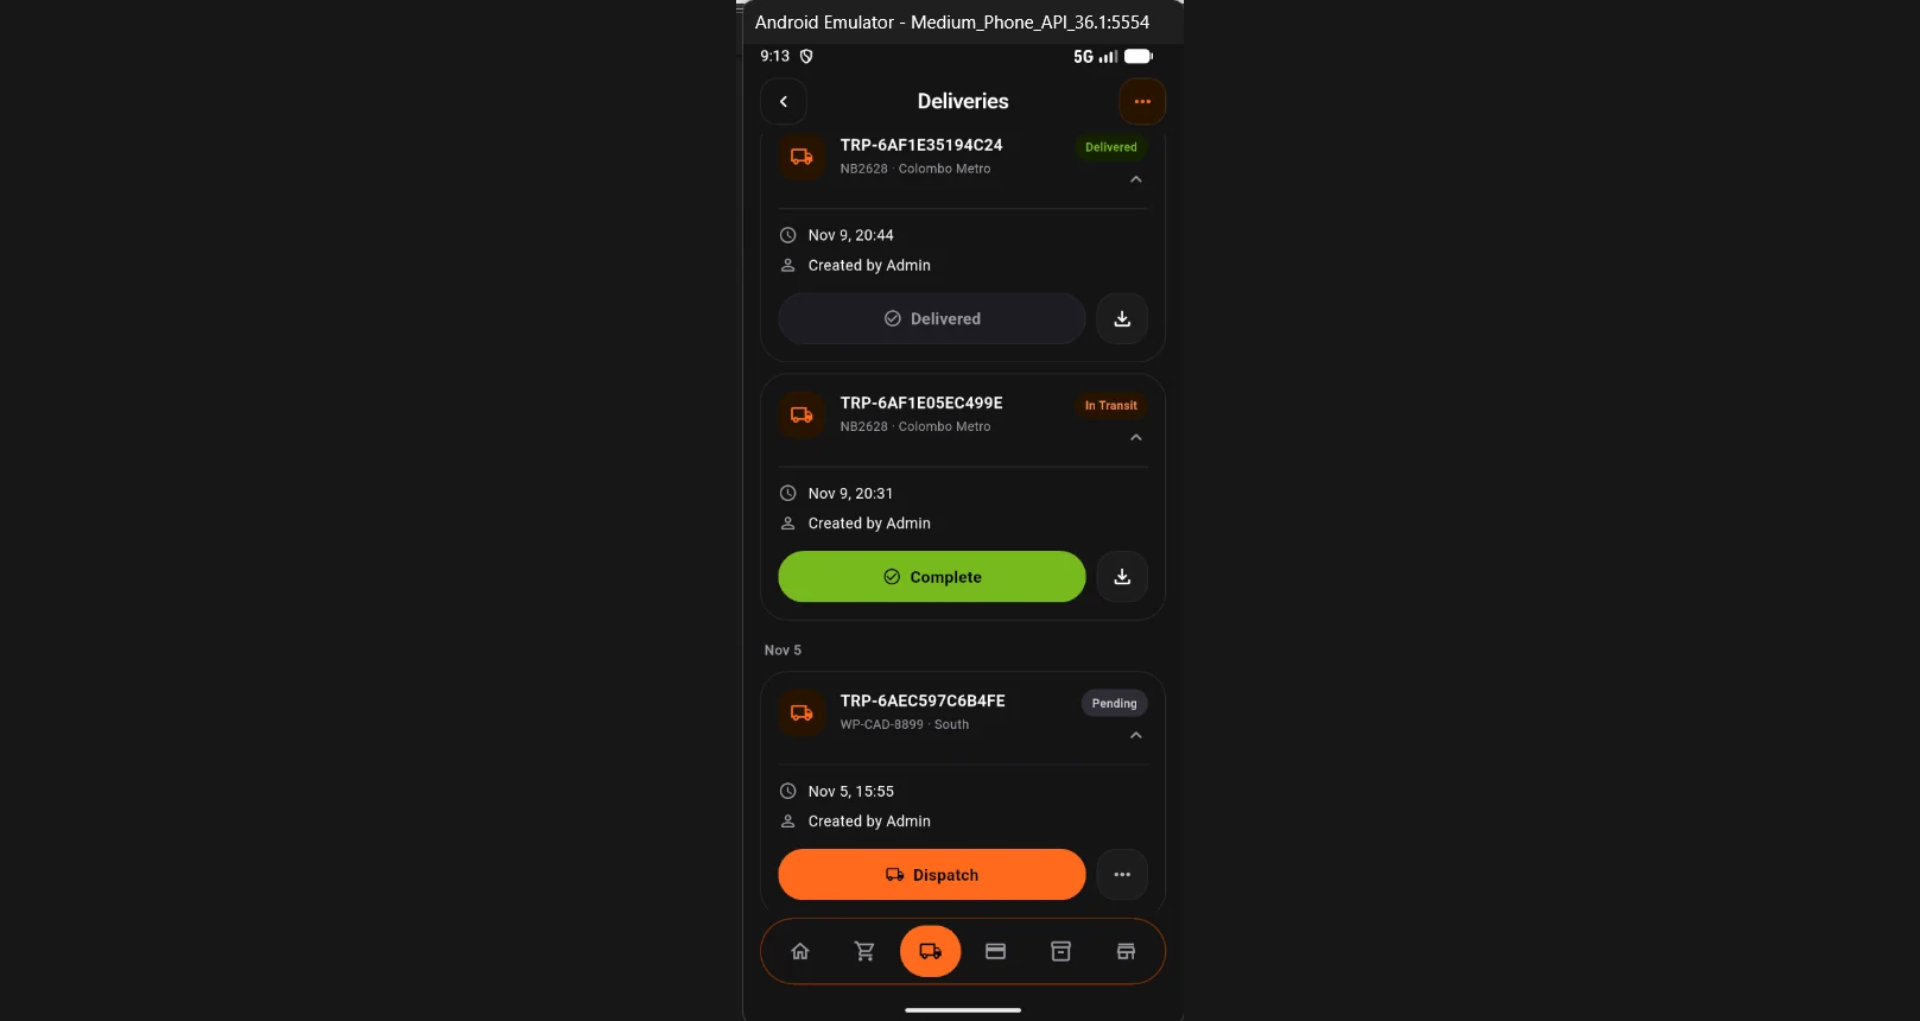 Android Emulator - Medium_Phone_API_36.1:5554
9:13
5G
Deliveries
TRP-6AF1E35194C24
Delivered
NB2628 · Colombo Metro
Nov 9, 20:44
Created by Admin
Delivered
TRP-6AF1E05EC499E
In Transit
NB2628 · Colombo Metro
Nov 9, 20:31
Created by Admin
Complete
Nov 5
TRP-6AEC597C6B4FE
Pending
WP-CAD-8899 · South
Nov 5, 15:55
Created by Admin
Dispatch